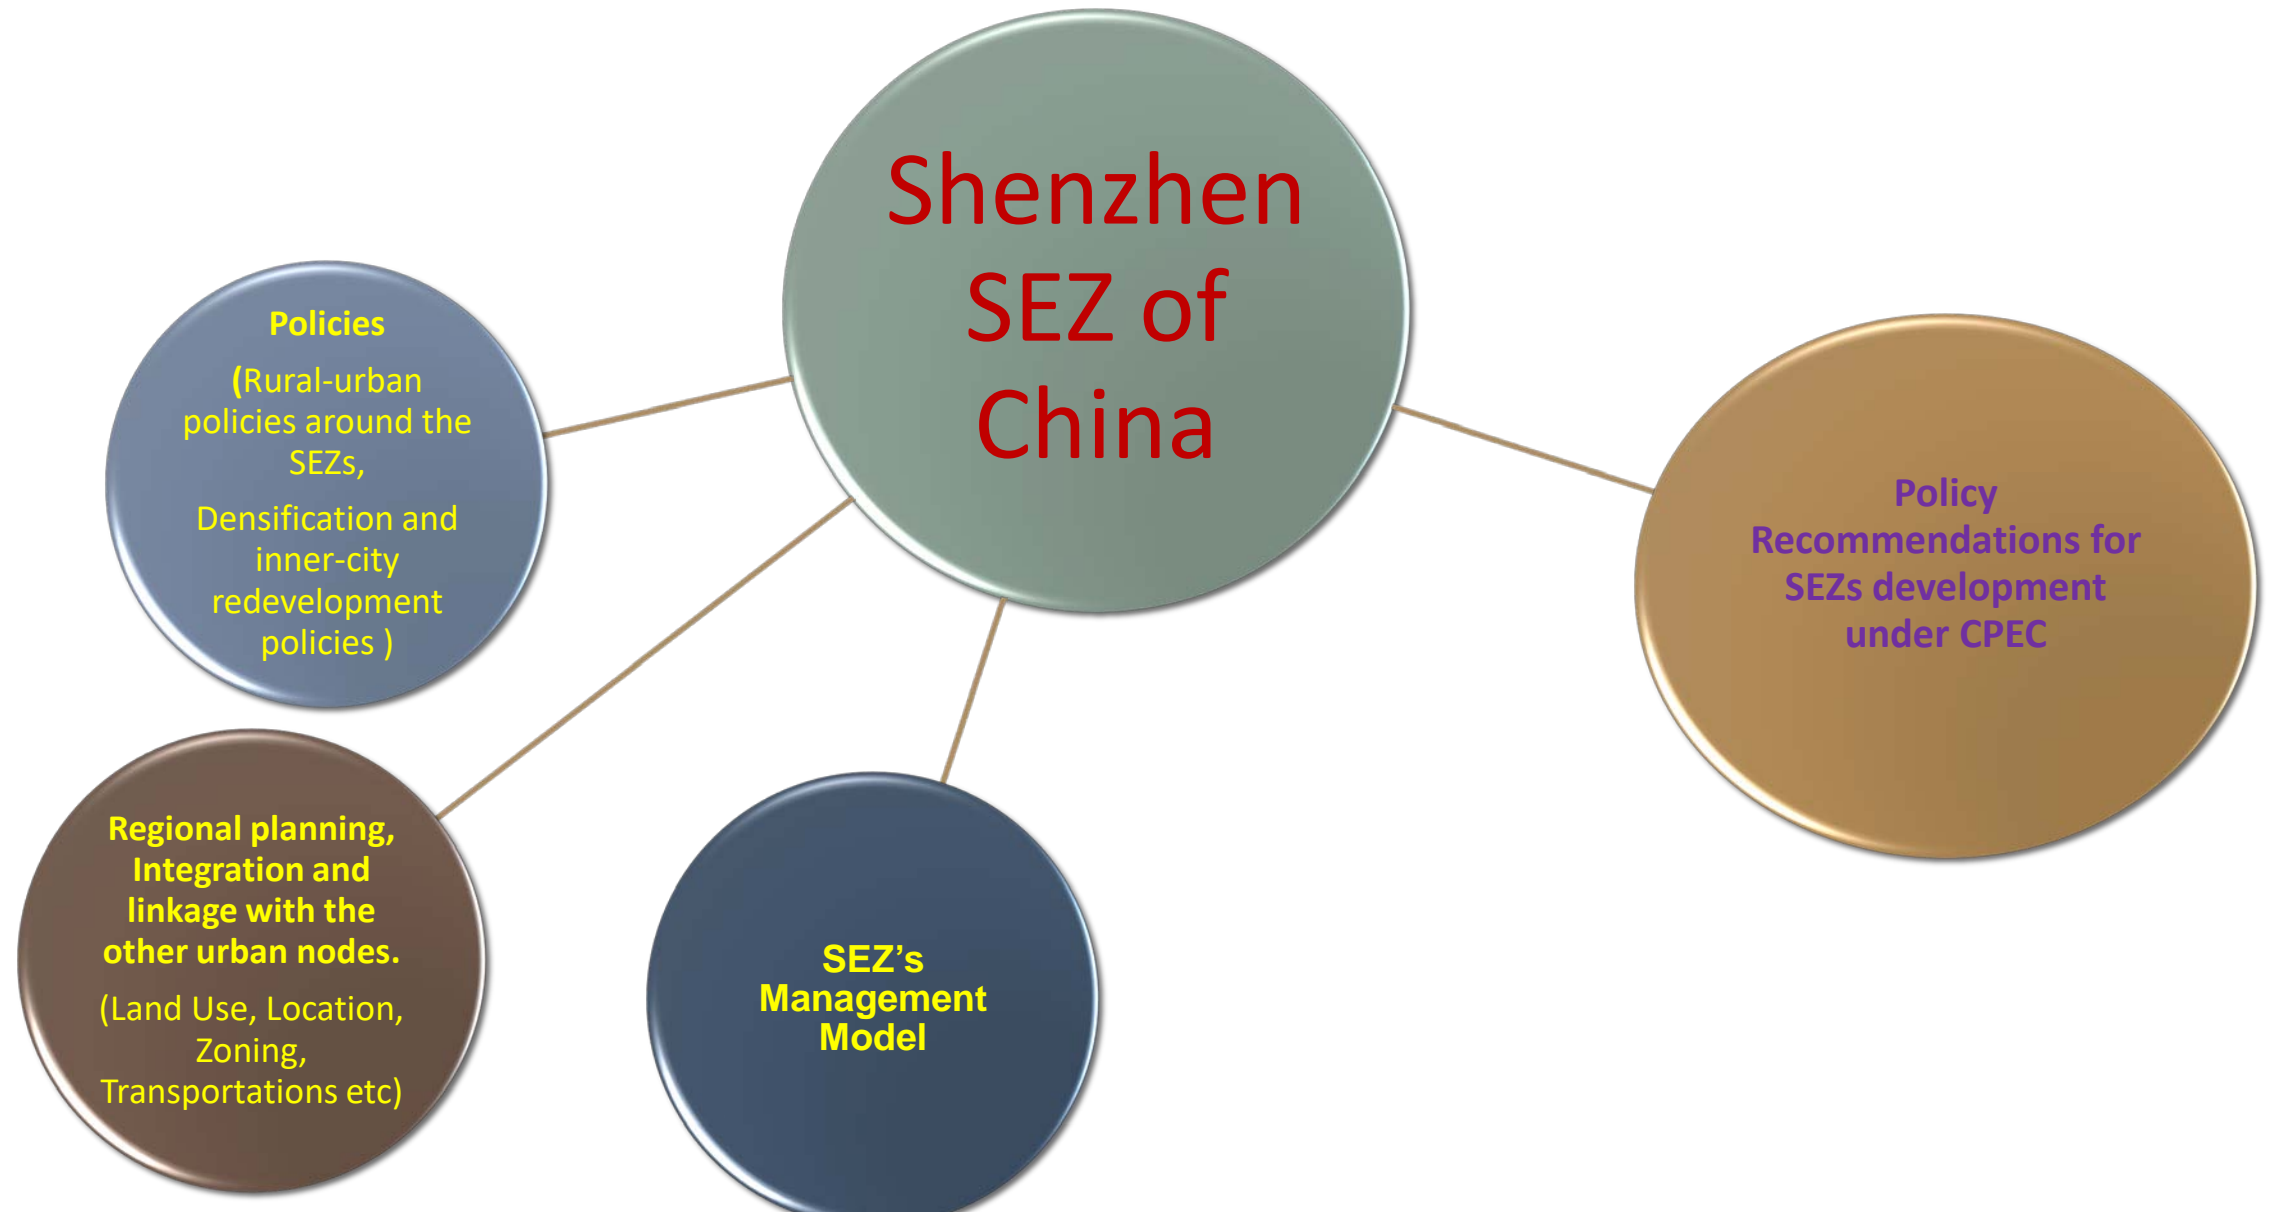 Shenzhen
SEZ of
China
Policies
(Rural-urban
policies around the
SEZs,
Densification and
inner-city
redevelopment
policies )
Regional planning,
Integration and
linkage with the
other urban nodes.
(Land Use, Location,
Zoning,
Transportations etc)
SEZ’s
Management
Model
Policy
Recommendations for
SEZs development
under CPEC